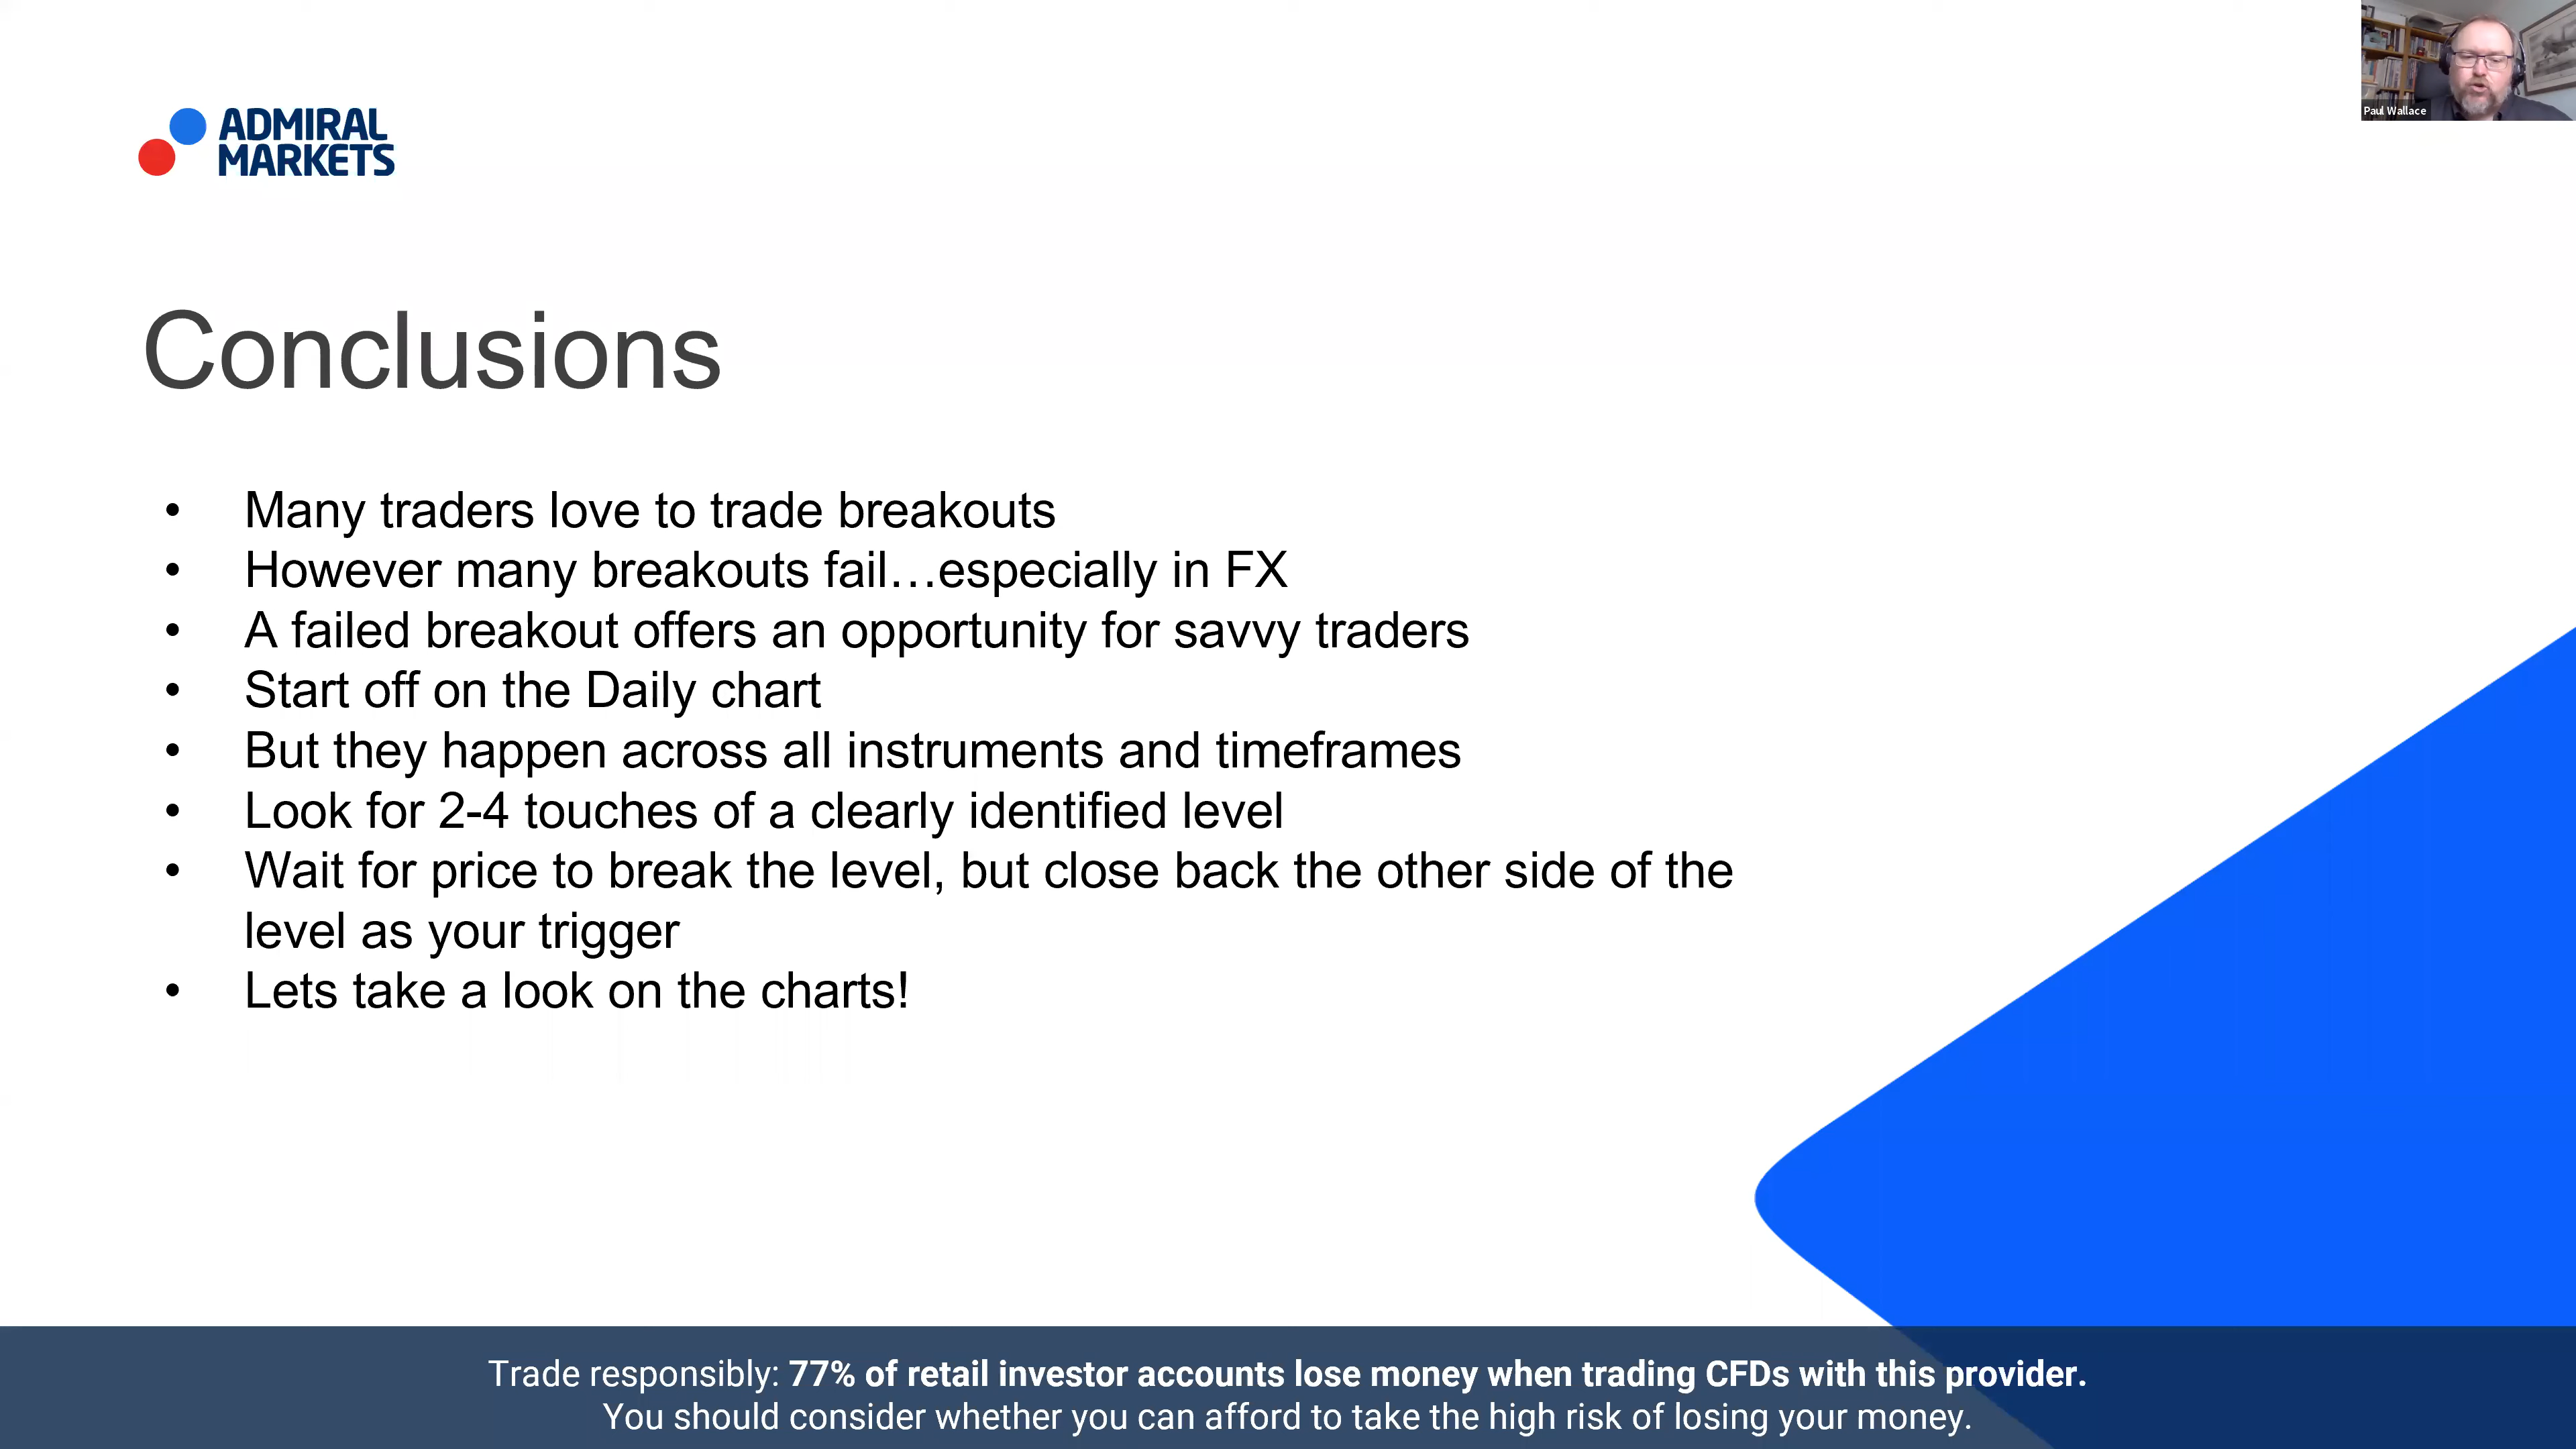 Paul Wallace
ADMIRAL
MARKETS
Conclusions
• Many traders love to trade breakouts
• However many breakouts fail…especially in FX
• A failed breakout offers an opportunity for savvy traders
• Start off on the Daily chart
• But they happen across all instruments and timeframes
• Look for 2-4 touches of a clearly identified level
• Wait for price to break the level, but close back the other side of the
level as your trigger
• Lets take a look on the charts!
Trade responsibly: 77% of retail investor accounts lose money when trading CFDs with this provider.
You should consider whether you can afford to take the high risk of losing your money.